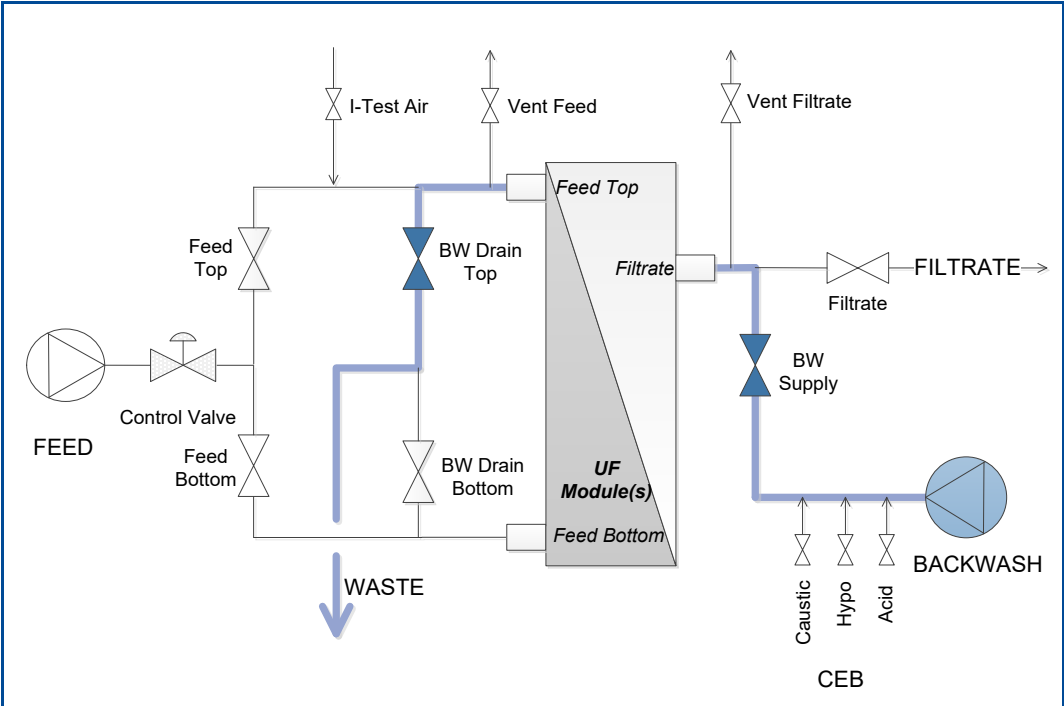 I-Test Air
Vent Feed
Vent Filtrate
Feed Top
Feed
Top
BW Drain
Top
Filtrate
FILTRATE
Filtrate
BW
Supply
Control Valve
FEED
Feed
Bottom
BW Drain
Bottom
UF
Module(s)
Feed Bottom
BACKWASH
WASTE
Caustic
Hypo
Acid
CEB